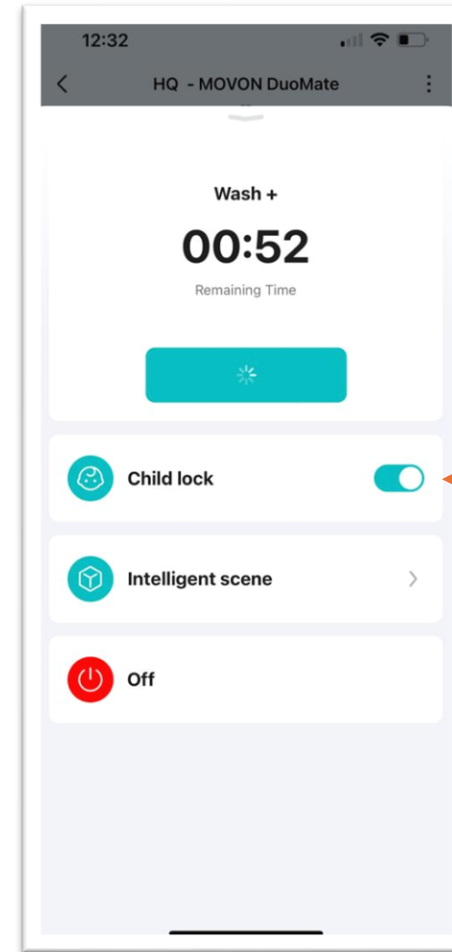 12:32
HQ - MOVON DuoMate
Wash +
00:52
Remaining Time
Child lock
Intelligent scene
Off